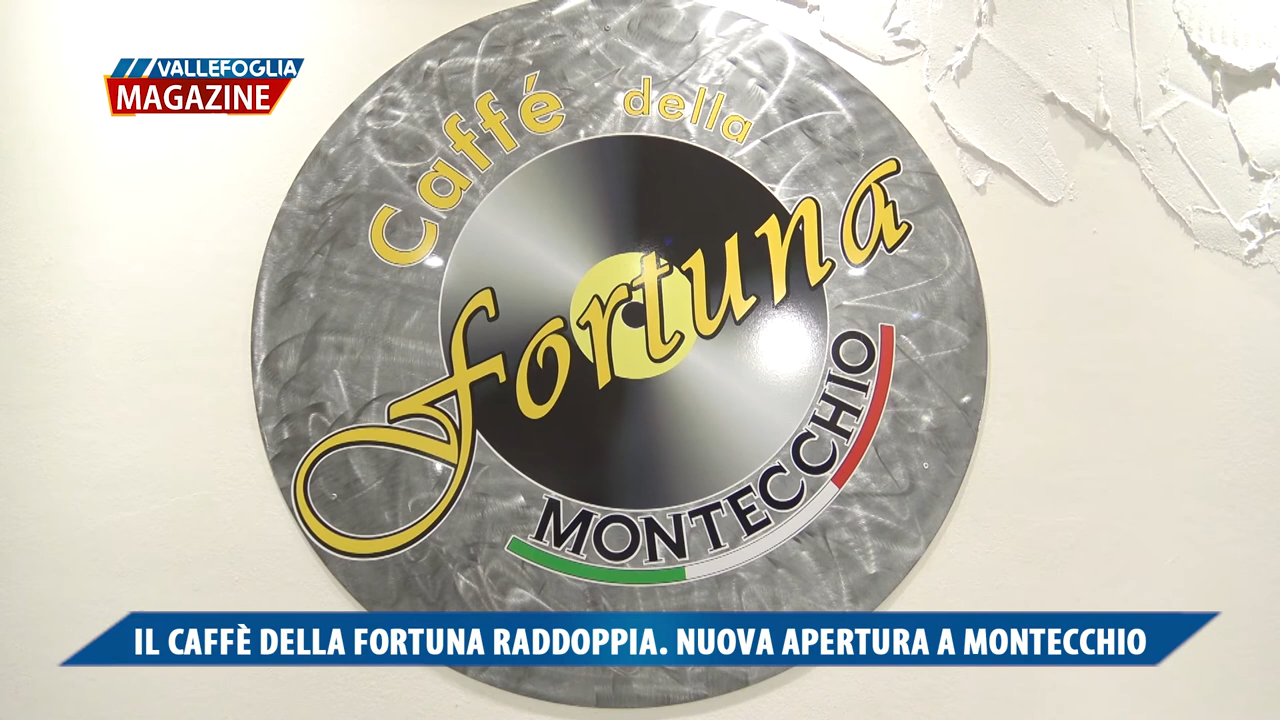 //VALLEFOGLIA
MAGAZINE
Caffé della
fortuna
MONTECCHIO
IL CAFFÈ DELLA FORTUNA RADDOPPIA. NUOVA APERTURA A MONTECCHIO